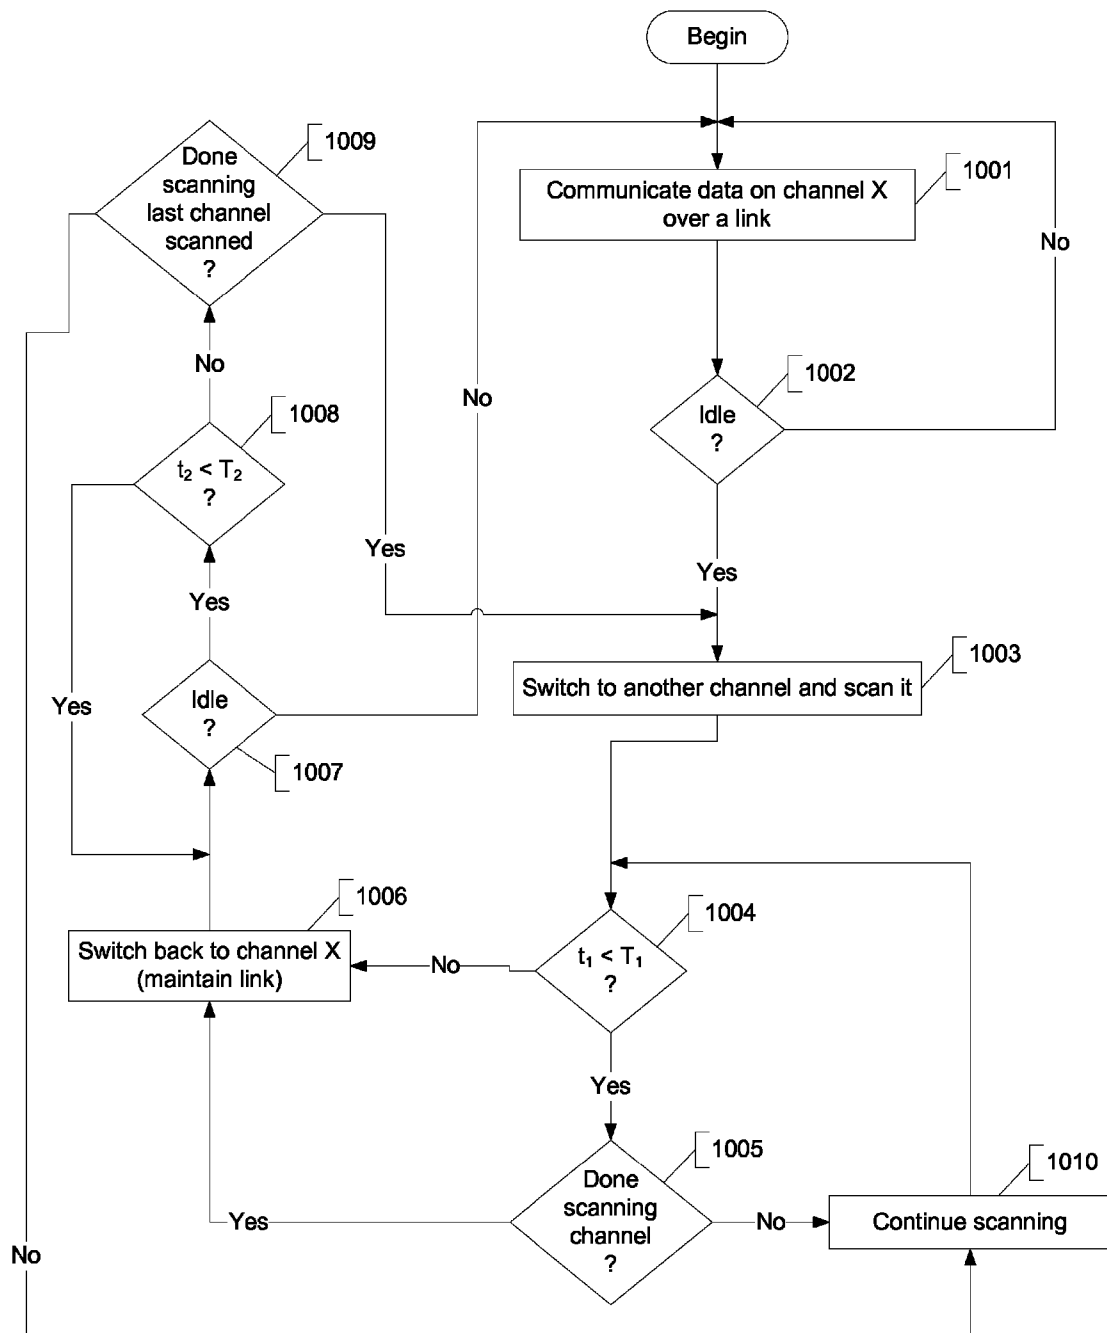 Begin
1001
Communicate data on channel X
over a link
No
1002
Idle
?
Yes
1003
Switch to another channel and scan it
1004
t₁ < T₁
?
No
Yes
1005
Done
scanning
channel
?
Yes
No
1010
Continue scanning
1006
Switch back to channel X
(maintain link)
1007
Idle
?
No
Yes
1008
t₂ < T₂
?
Yes
No
1009
Done
scanning
last channel
scanned
?
Yes
No